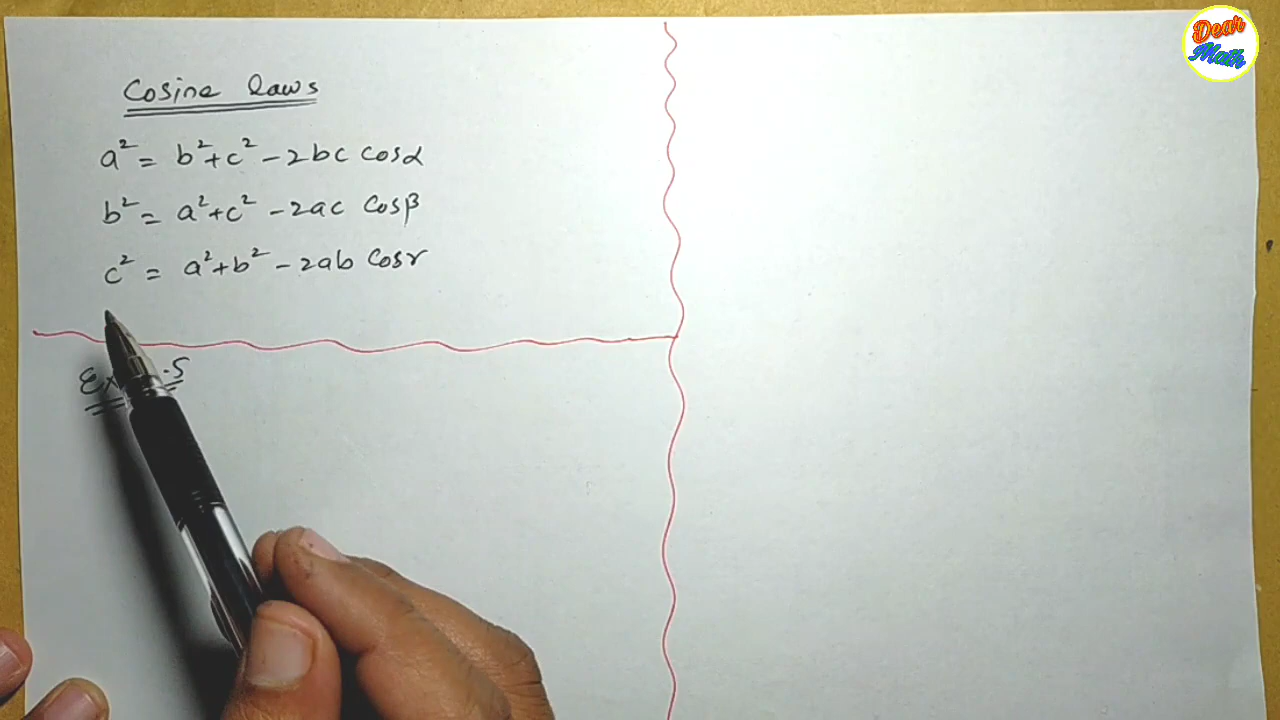 Cosine laws
a² = b²+c² - 2bc cosα
b² = a²+c² - 2ac Cosβ
c² = a²+b² - 2ab Cosγ
Dear
Math